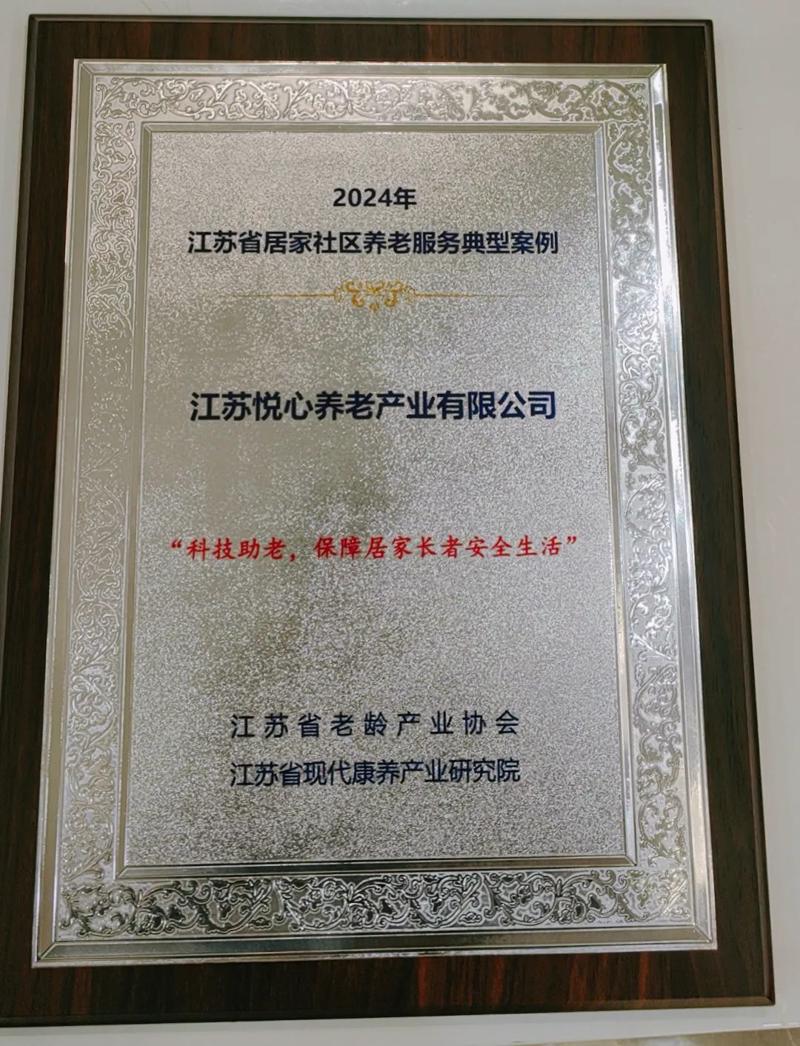 2024年
江苏省居家社区养老服务典型案例
江苏悦心养老产业有限公司
“科技助老，保障居家长者安全生活”
江苏省老龄产业协会
江苏省现代康养产业研究院